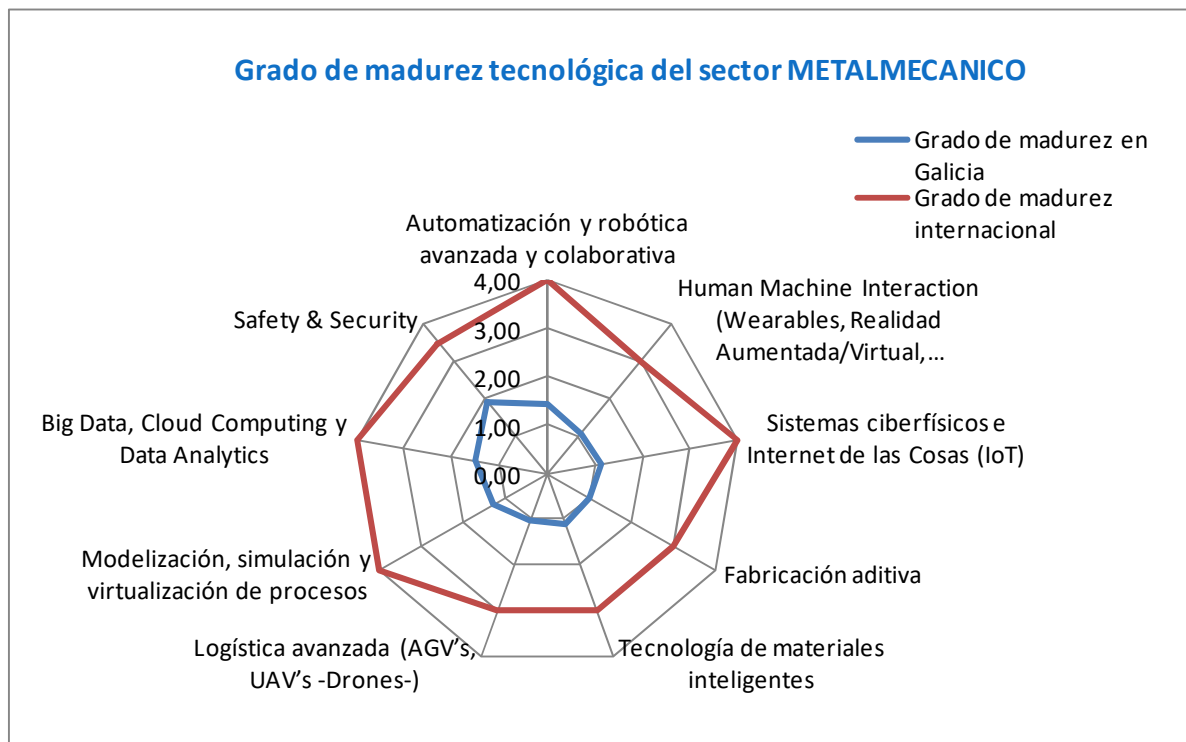 Grado de madurez tecnológica del sector METALMECANICO
Grado de madurez en
Galicia
Grado de madurez
internacional
Automatización y robótica
avanzada y colaborativa
4,00
3,00
2,00
1,00
0,00
Human Machine Interaction
(Wearables, Realidad
Aumentada/Virtual,...
Sistemas ciberfísicos e
Internet de las Cosas (IoT)
Fabricación aditiva
Tecnología de materiales
inteligentes
Logística avanzada (AGV’s,
UAV’s -Drones-)
Modelización, simulación y
virtualización de procesos
Big Data, Cloud Computing y
Data Analytics
Safety & Security